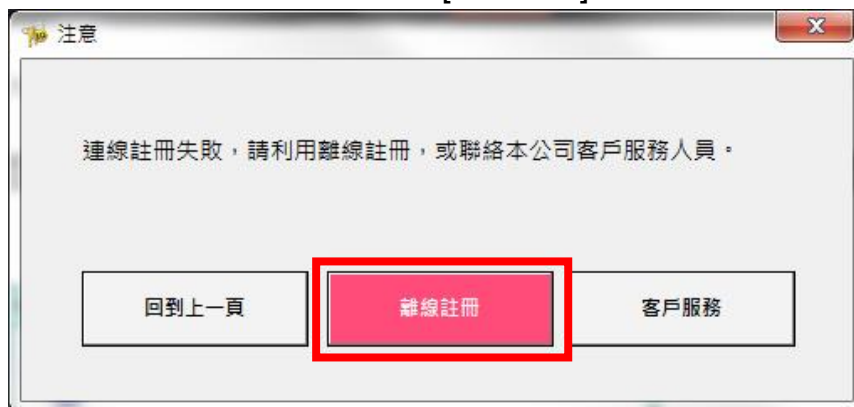 注意
連線註冊失敗，請利用離線註冊，或聯絡本公司客戶服務人員。
回到上一頁
離線註冊
客戶服務